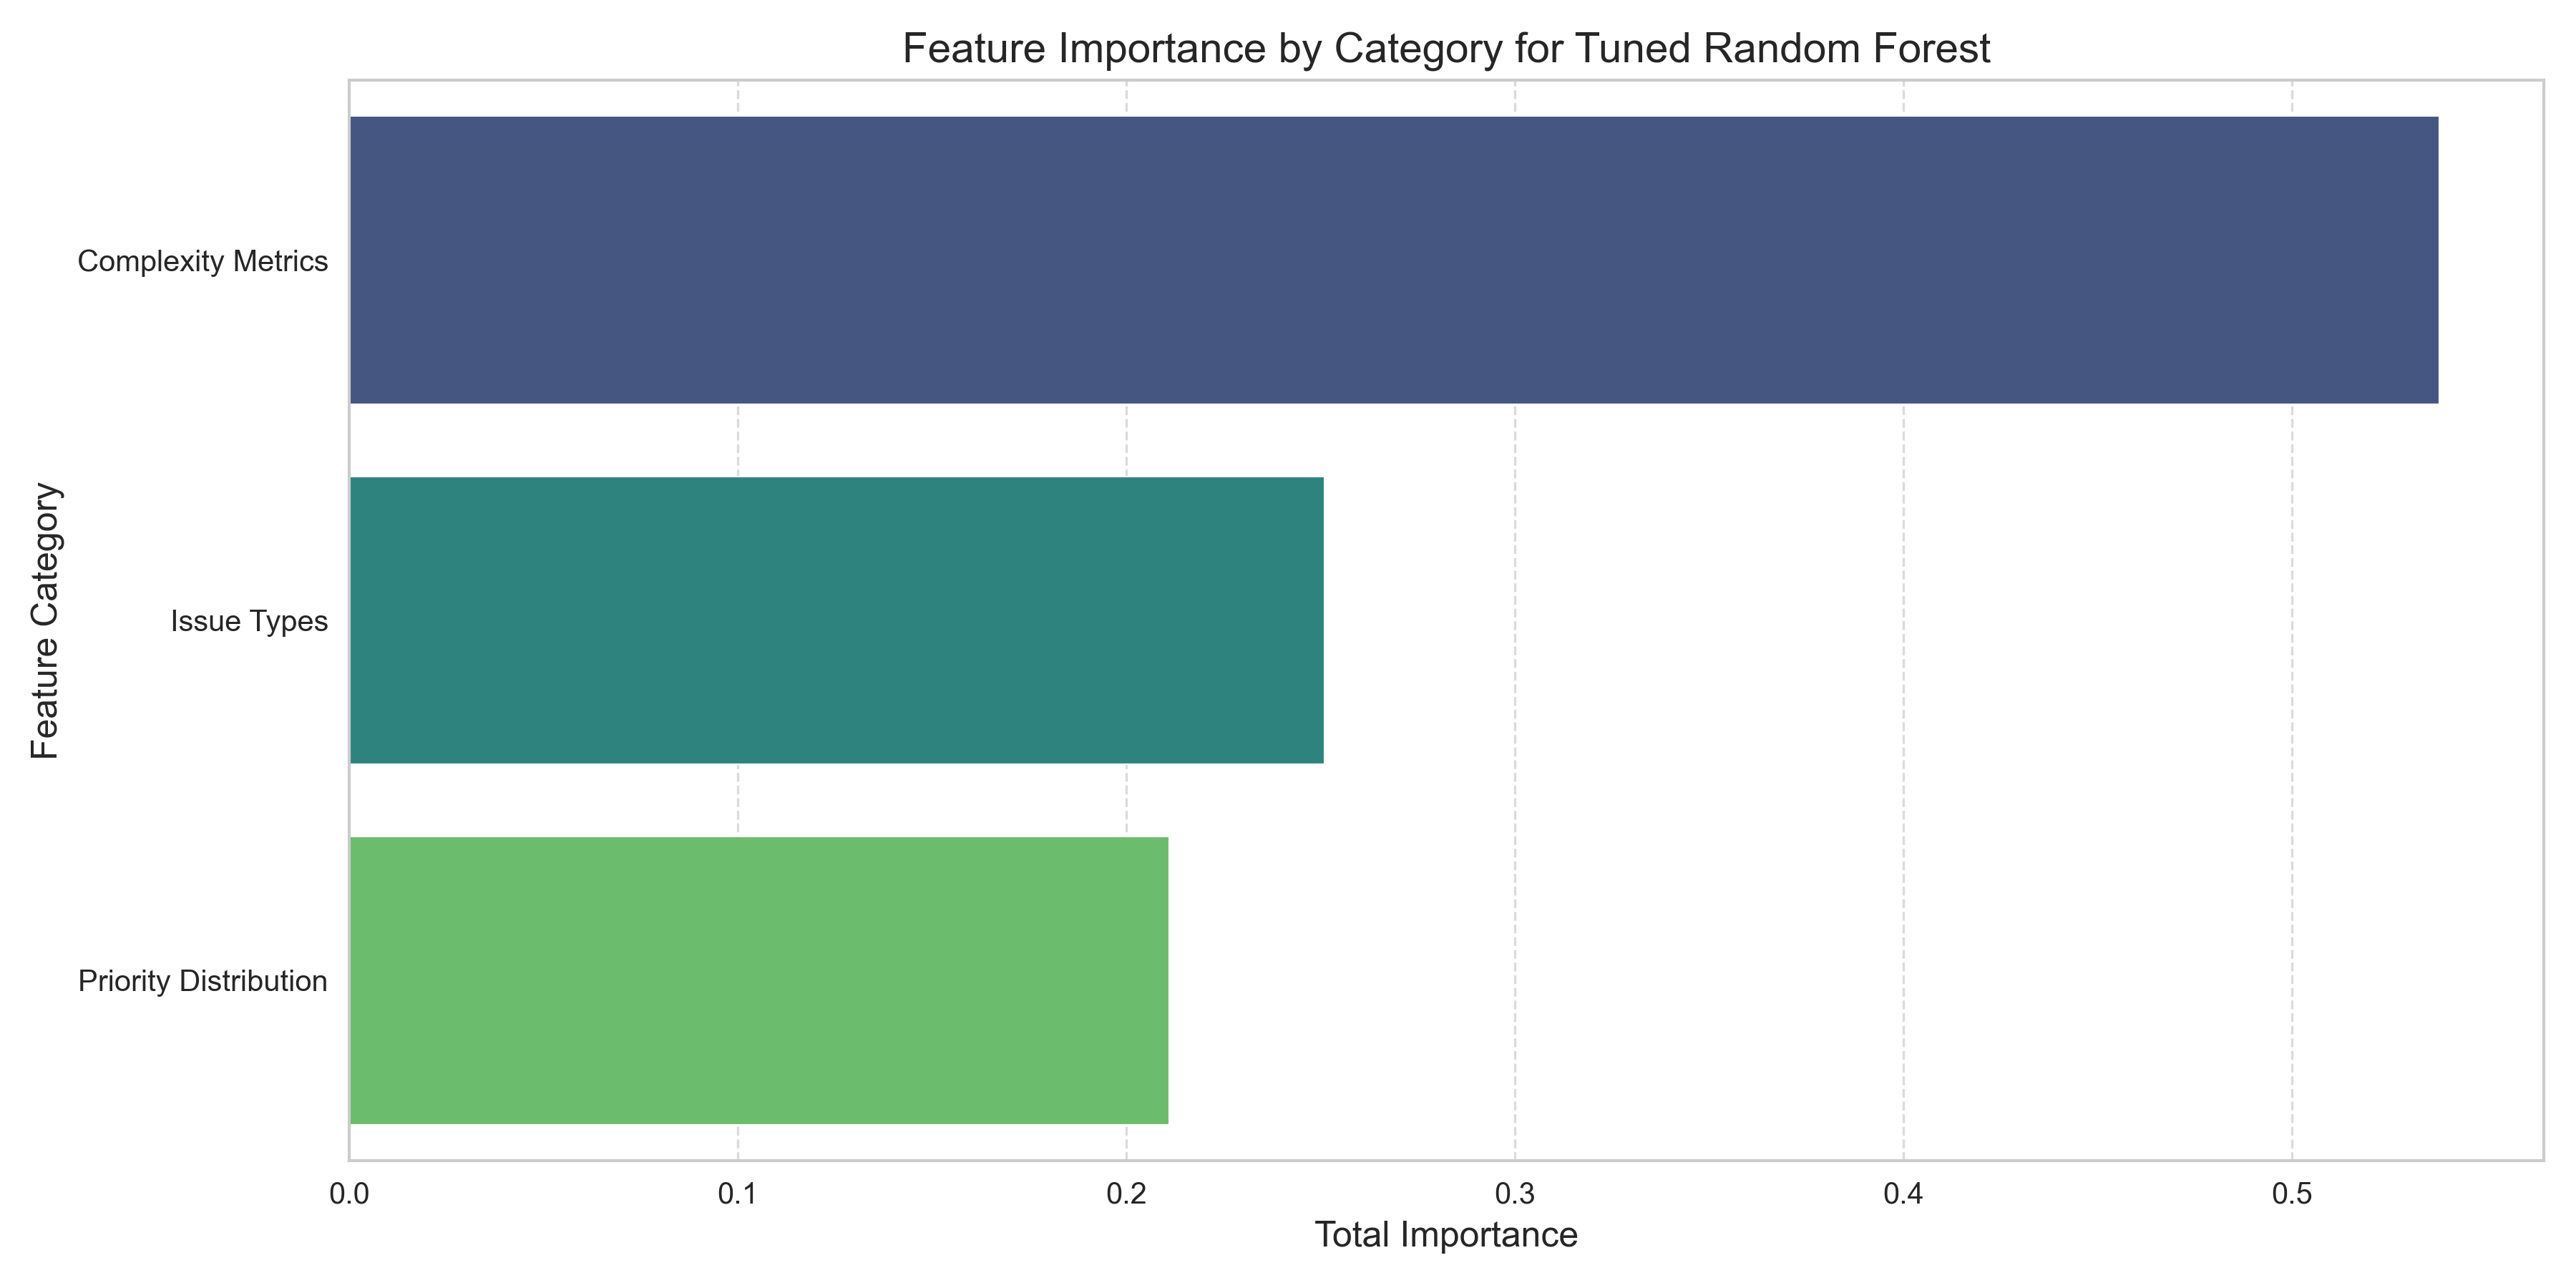 Feature Importance by Category for Tuned Random Forest
Feature Category
Complexity Metrics
Issue Types
Priority Distribution
0.0 0.1 0.2 0.3 0.4 0.5
Total Importance